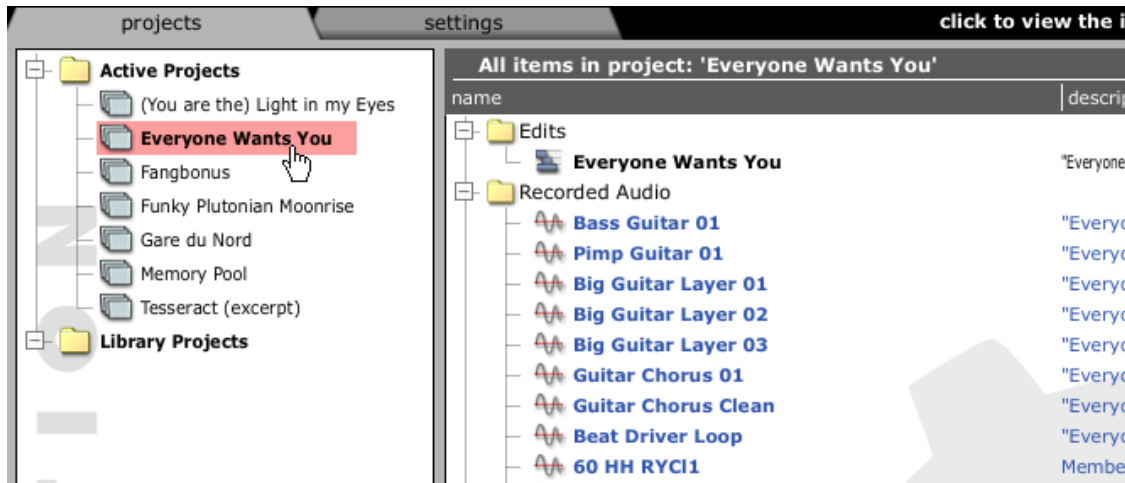 projects
settings
click to view the i
Active Projects
(You are the) Light in my Eyes
Everyone Wants You
Fangbonus
Funky Plutonian Moonrise
Gare du Nord
Memory Pool
Tesseract (excerpt)
Library Projects
All items in project: 'Everyone Wants You'
name
descrip
Edits
Everyone Wants You
"Everyone
Recorded Audio
Bass Guitar 01
"Everyo
Pimp Guitar 01
"Everyo
Big Guitar Layer 01
"Everyo
Big Guitar Layer 02
"Everyo
Big Guitar Layer 03
"Everyo
Guitar Chorus 01
"Everyo
Guitar Chorus Clean
"Everyo
Beat Driver Loop
"Everyo
60 HH RYCl1
Membe